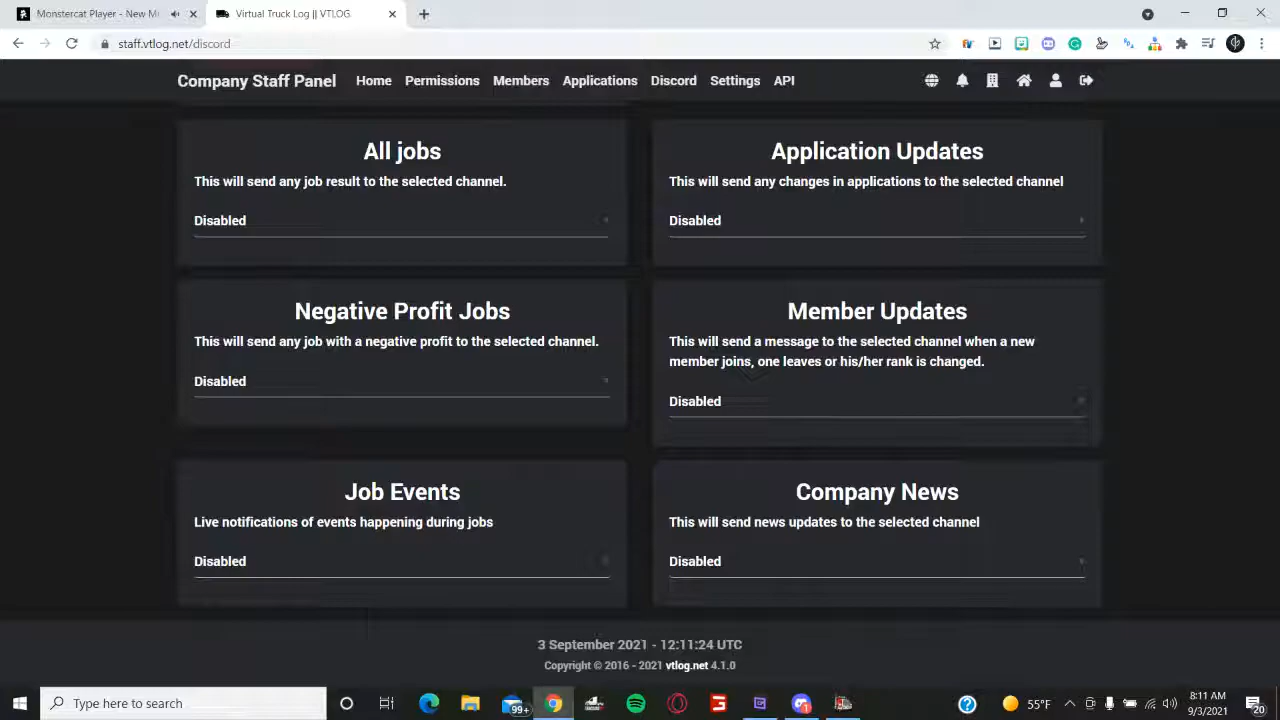 Monstercat Player - New Mu
Virtual Truck Log || VTLOG
staff.vtlog.net/discord
Company Staff Panel Home Permissions Members Applications Discord Settings API
All jobs
This will send any job result to the selected channel.
Disabled
Application Updates
This will send any changes in applications to the selected channel
Disabled
Negative Profit Jobs
This will send any job with a negative profit to the selected channel.
Disabled
Member Updates
This will send a message to the selected channel when a new
member joins, one leaves or his/her rank is changed.
Disabled
Job Events
Live notifications of events happening during jobs
Disabled
Company News
This will send news updates to the selected channel
Disabled
3 September 2021 - 12:11:24 UTC
Copyright © 2016 - 2021 vtlog.net 4.1.0
Type here to search
99+
55°F
8:11 AM
9/3/2021
20